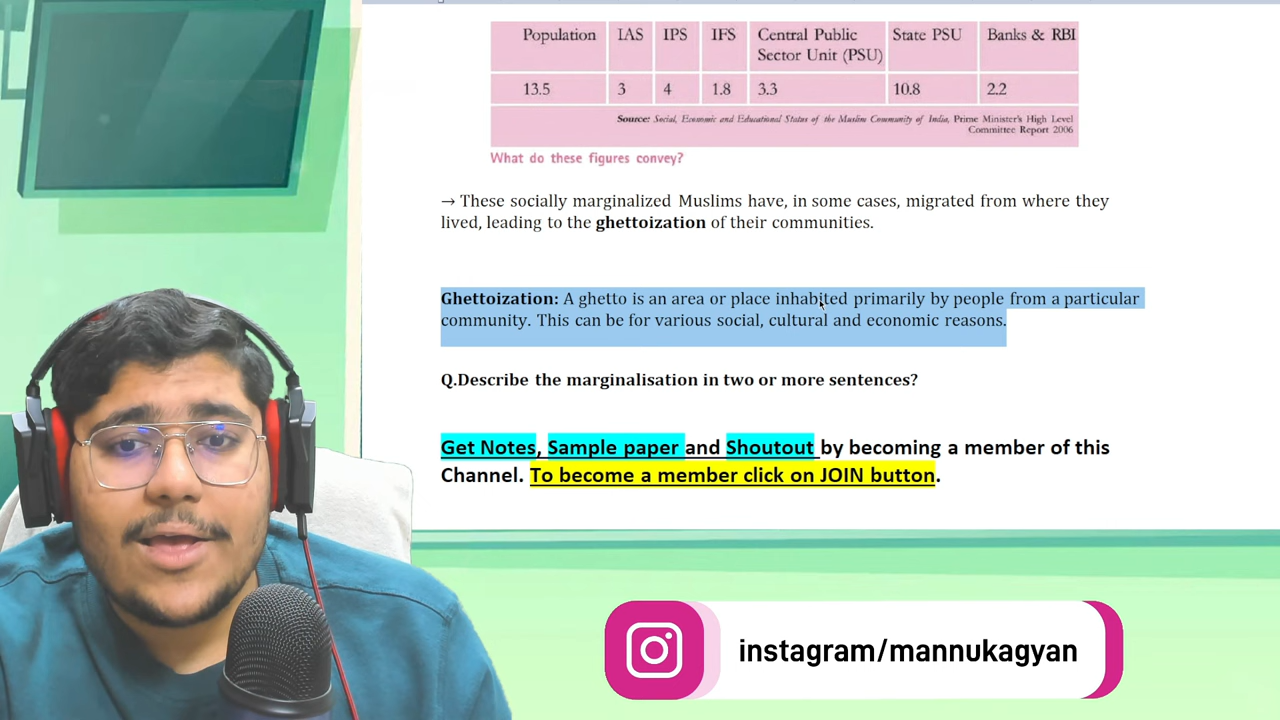 Population IAS IPS IFS Central Public Sector Unit (PSU) State PSU Banks & RBI
13.5 3 4 1.8 3.3 10.8 2.2
Source: Social, Economic and Educational Status of the Muslim Community of India, Prime Minister's High Level
Committee Report 2006
What do these figures convey?
→ These socially marginalized Muslims have, in some cases, migrated from where they
lived, leading to the ghettoization of their communities.
Ghettoization: A ghetto is an area or place inhabited primarily by people from a particular
community. This can be for various social, cultural and economic reasons.
Q.Describe the marginalisation in two or more sentences?
Get Notes, Sample paper and Shoutout by becoming a member of this
Channel. To become a member click on JOIN button.
instagram/mannukagyan